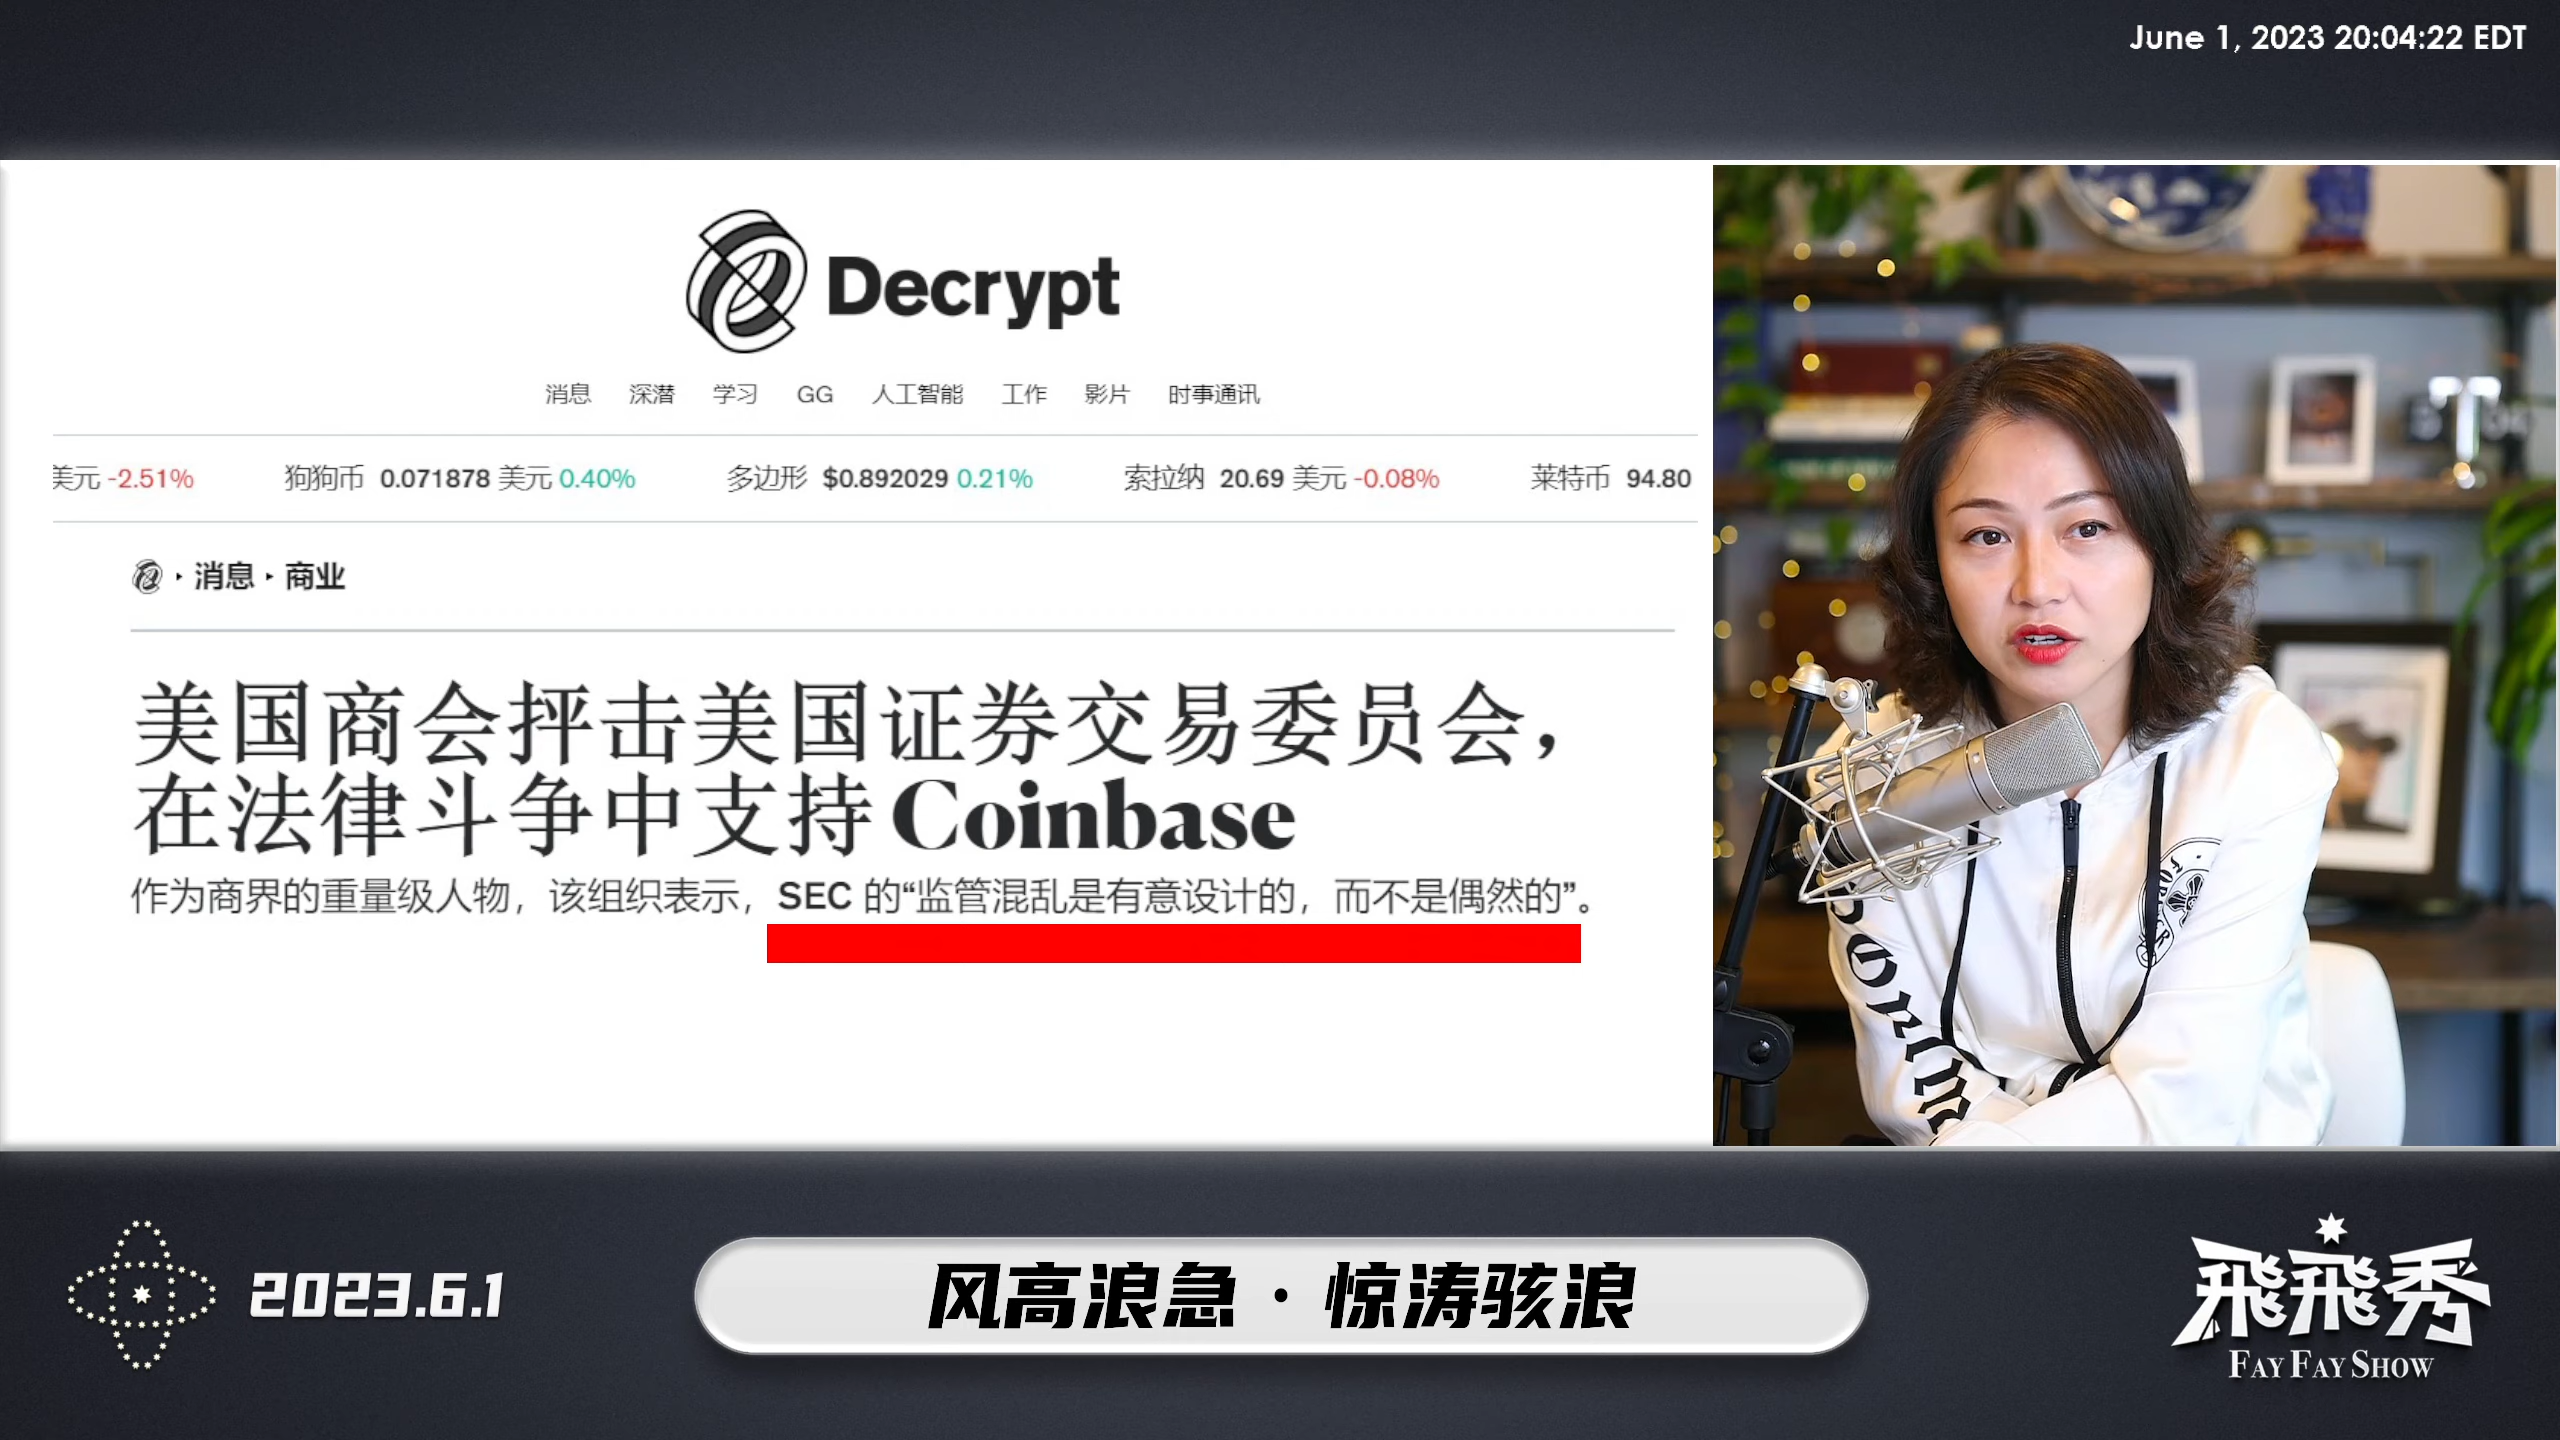 June 1, 2023 20:04:22 EDT
Decrypt
消息 深潜 学习 GG 人工智能 工作 影片 时事通讯
美元 -2.51% 狗狗币 0.071878 美元 0.40% 多边形 $0.892029 0.21% 索拉纳 20.69 美元 -0.08% 莱特币 94.80
消息 商业
美国商会抨击美国证券交易委员会，
在法律斗争中支持 Coinbase
作为商界的重量级人物，该组织表示，SEC 的“监管混乱是有意设计的，而不是偶然的”。
2023.6.1
风高浪急·惊涛骇浪
飛飛秀
FAY FAY SHOW